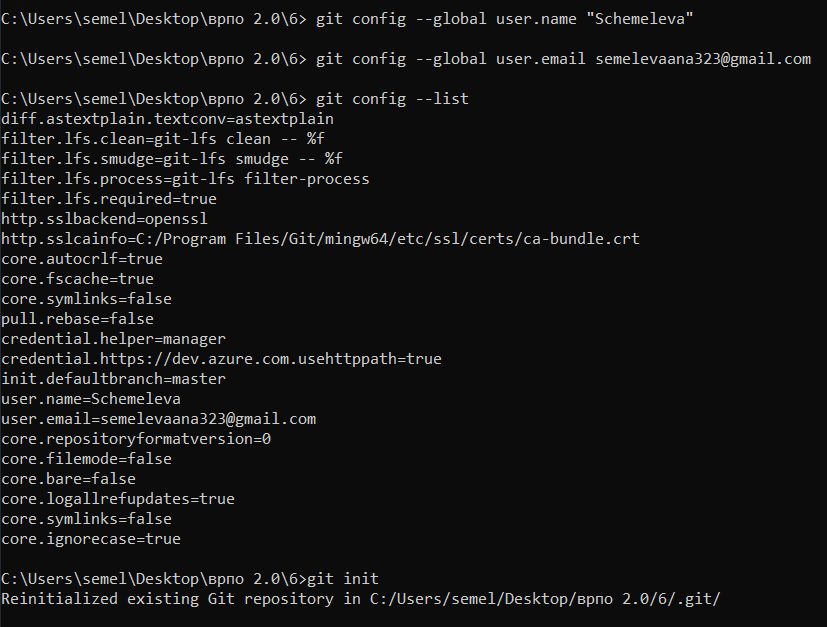 C:\Users\semel\Desktop\врпо 2.0\6> git config --global user.name "Schemeleva"
C:\Users\semel\Desktop\врпо 2.0\6> git config --global user.email semelevaana323@gmail.com
C:\Users\semel\Desktop\врпо 2.0\6> git config --list
diff.astextplain.textconv=astextplain
filter.lfs.clean=git-lfs clean -- %f
filter.lfs.smudge=git-lfs smudge -- %f
filter.lfs.process=git-lfs filter-process
filter.lfs.required=true
http.sslbackend=openssl
http.sslcainfo=C:/Program Files/Git/mingw64/etc/ssl/certs/ca-bundle.crt
core.autocrlf=true
core.fscache=true
core.symlinks=false
pull.rebase=false
credential.helper=manager
credential.https://dev.azure.com.usehttppath=true
init.defaultbranch=master
user.name=Schemeleva
user.email=semelevaana323@gmail.com
core.repositoryformatversion=0
core.filemode=false
core.bare=false
core.logallrefupdates=true
core.symlinks=false
core.ignorecase=true
C:\Users\semel\Desktop\врпо 2.0\6>git init
Reinitialized existing Git repository in C:/Users/semel/Desktop/врпо 2.0/6/.git/